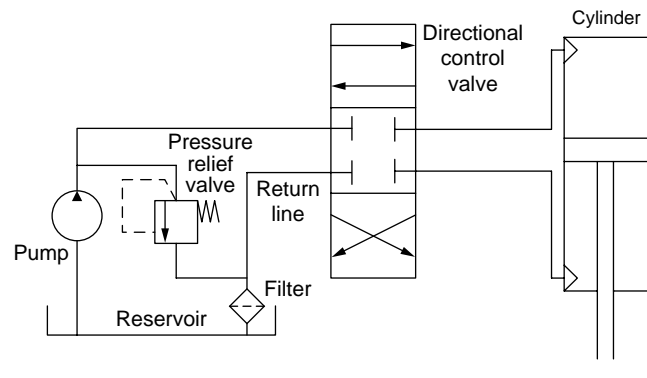 Cylinder
Directional
control
valve
Pressure
relief
valve
Return
line
Pump
Filter
Reservoir